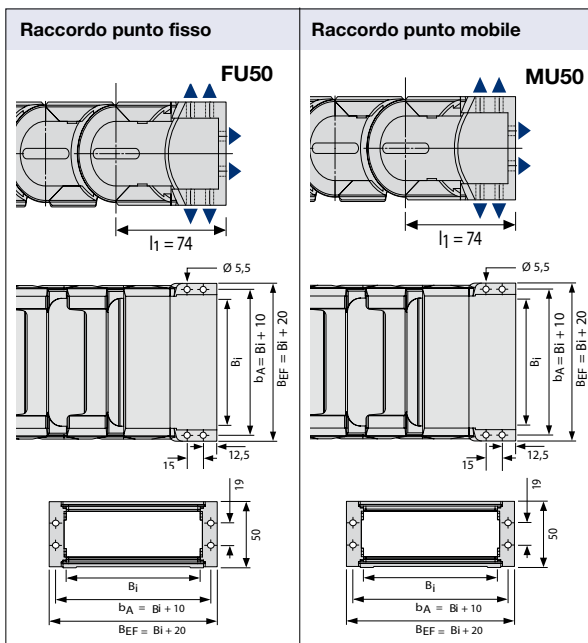 Raccordo punto fisso
FU50
l1 = 74
Ø 5,5
Bi
bA = Bi + 10
BEF = Bi + 20
15
12,5
19
50
Bi
bA = Bi + 10
BEF = Bi + 20
Raccordo punto mobile
MU50
l1 = 74
Ø 5,5
Bi
bA = Bi + 10
BEF = Bi + 20
15
12,5
19
50
Bi
bA = Bi + 10
BEF = Bi + 20